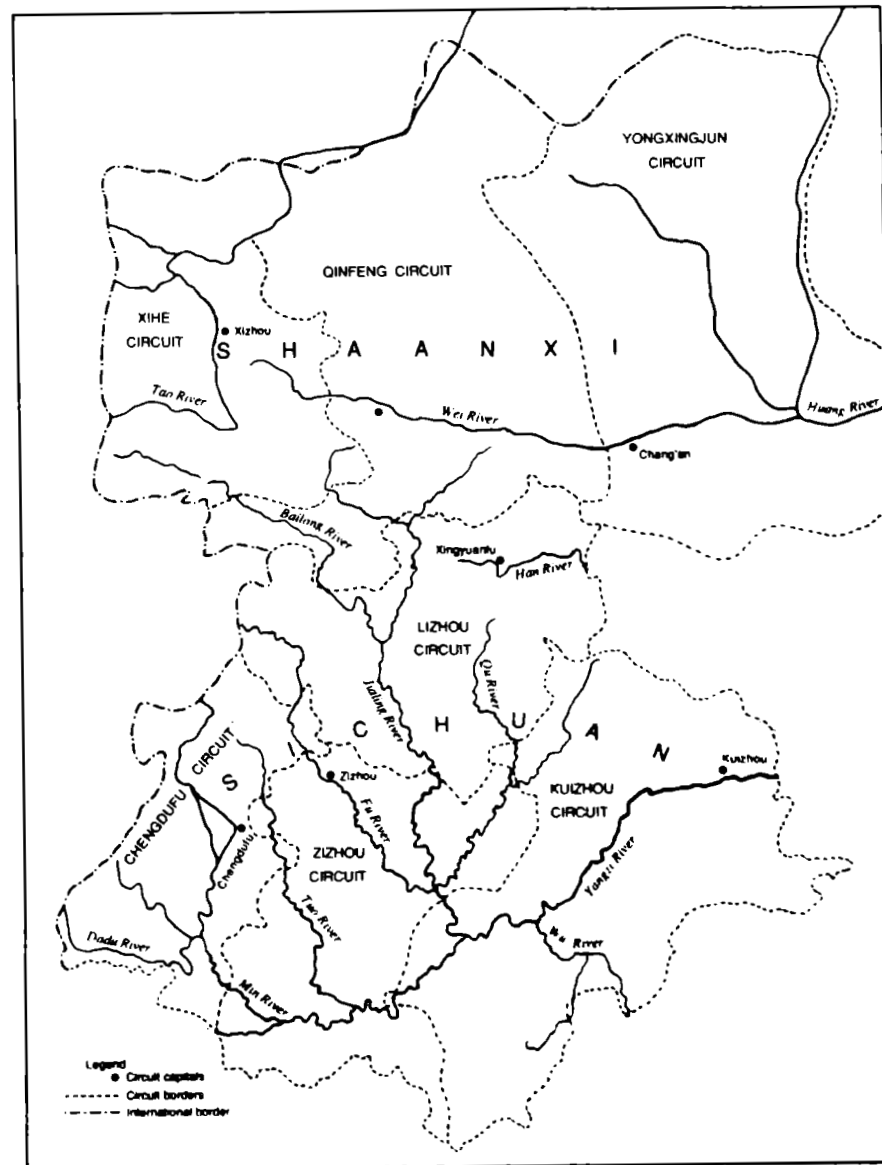 YONGXINGJUN
CIRCUIT
QINFENG CIRCUIT
XIHE
CIRCUIT
Xizhou
S H A A N X I
Tao River
Wei River
Huang River
Chang'an
Bailong River
Xingyuanfu
Han River
LIZHOU
CIRCUIT
Qu River
Jialing River
S I C H U A N
CHENGDUFU CIRCUIT
Zizhou
Kuizhou
KUIZHOU
CIRCUIT
Fu River
Chengdufu
ZIZHOU
CIRCUIT
Yangzi River
Tuo River
Wu River
Dadu River
Min River
Legend
Circuit capitals
Circuit borders
International border